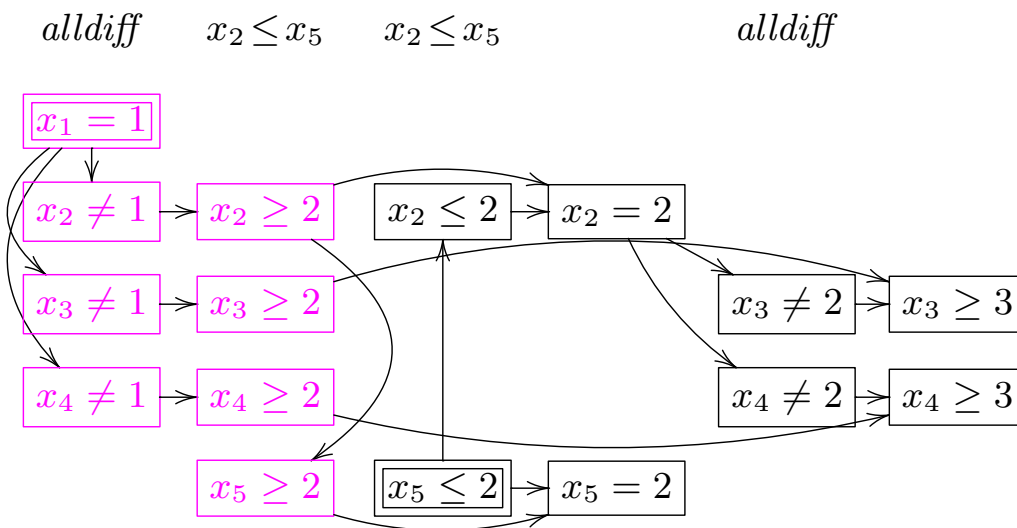 alldiff x₂ ≤ x₅ x₂ ≤ x₅ alldiff
x₁ = 1
x₂ ≠ 1 x₂ ≥ 2 x₂ ≤ 2 x₂ = 2
x₃ ≠ 1 x₃ ≥ 2 x₃ ≠ 2 x₃ ≥ 3
x₄ ≠ 1 x₄ ≥ 2 x₄ ≠ 2 x₄ ≥ 3
x₅ ≥ 2 x₅ ≤ 2 x₅ = 2